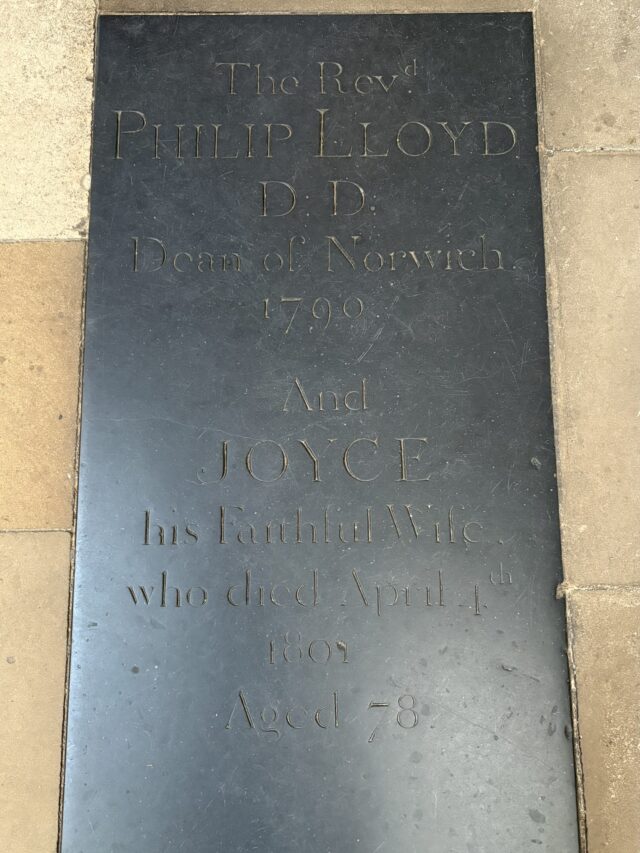 The Revd.
PHILIP LLOYD
D: D:
Dean of Norwich.
1790
And
JOYCE
his Faithful Wife.
who died April 4th
1801
Aged 78